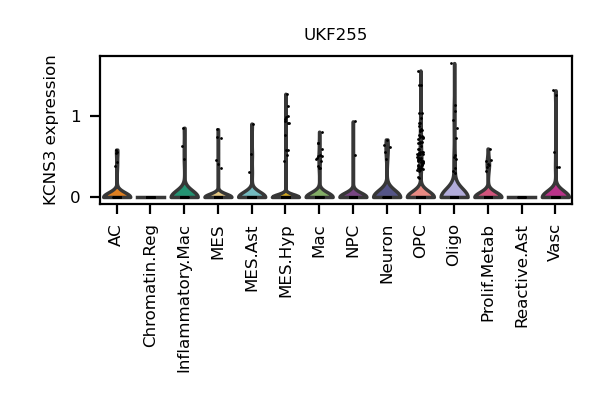 UKF255
KCNS3 expression
1
0
AC
Chromatin.Reg
Inflammatory.Mac
MES
MES.Ast
MES.Hyp
Mac
NPC
Neuron
OPC
Oligo
Prolif.Metab
Reactive.Ast
Vasc